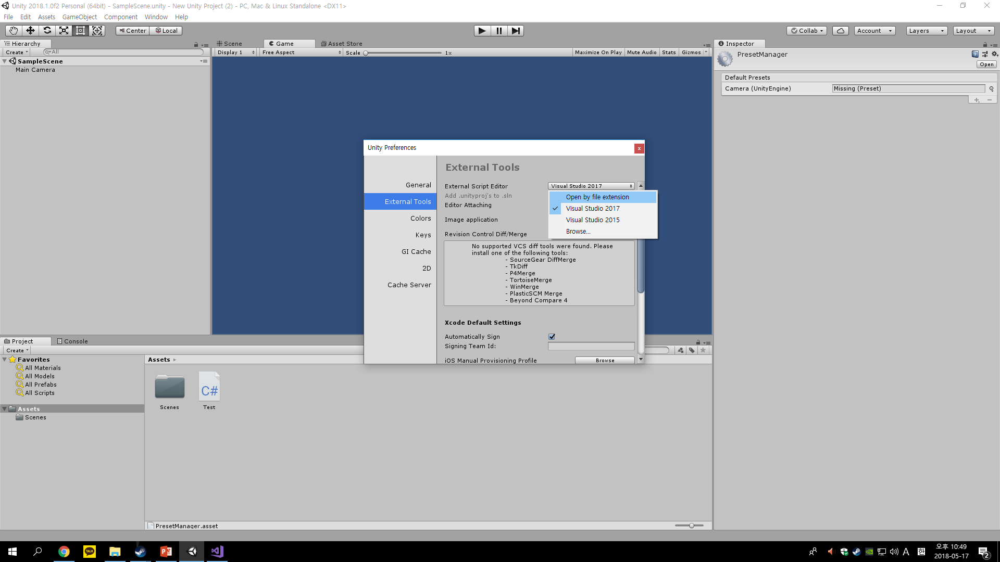 Unity 2018.1.0f2 Personal (64bit) - SampleScene.unity - New Unity Project (2) - PC, Mac & Linux Standalone <DX11>
File Edit Assets GameObject Component Window Help
Center Local
Collab Account Layers Layout
Hierarchy
Create All
SampleScene
Main Camera
Scene Game Asset Store
Display 1 Free Aspect Scale 1x Maximize On Play Mute Audio Stats Gizmos
Inspector
PresetManager
Open
Default Presets
Camera (UnityEngine) Missing (Preset)
Unity Preferences
x
General
External Tools
Colors
Keys
GI Cache
2D
Cache Server
External Tools
External Script Editor Visual Studio 2017
Add .unityproj's to .sln
Editor Attaching
Image application
Revision Control Diff/Merge
Open by file extension
Visual Studio 2017
Visual Studio 2015
Browse...
No supported VCS diff tools were found. Please
install one of the following tools:
- SourceGear DiffMerge
- TkDiff
- P4Merge
- TortoiseMerge
- WinMerge
- PlasticSCM Merge
- Beyond Compare 4
Xcode Default Settings
Automatically Sign
Signing Team Id:
iOS Manual Provisioning Profile Browse
Project Console
Create
Favorites
All Materials
All Models
All Prefabs
All Scripts
Assets
Scenes
Assets
C#
Scenes Test
PresetManager.asset
TALK
A 한 오후 10:49
2018-05-17
2